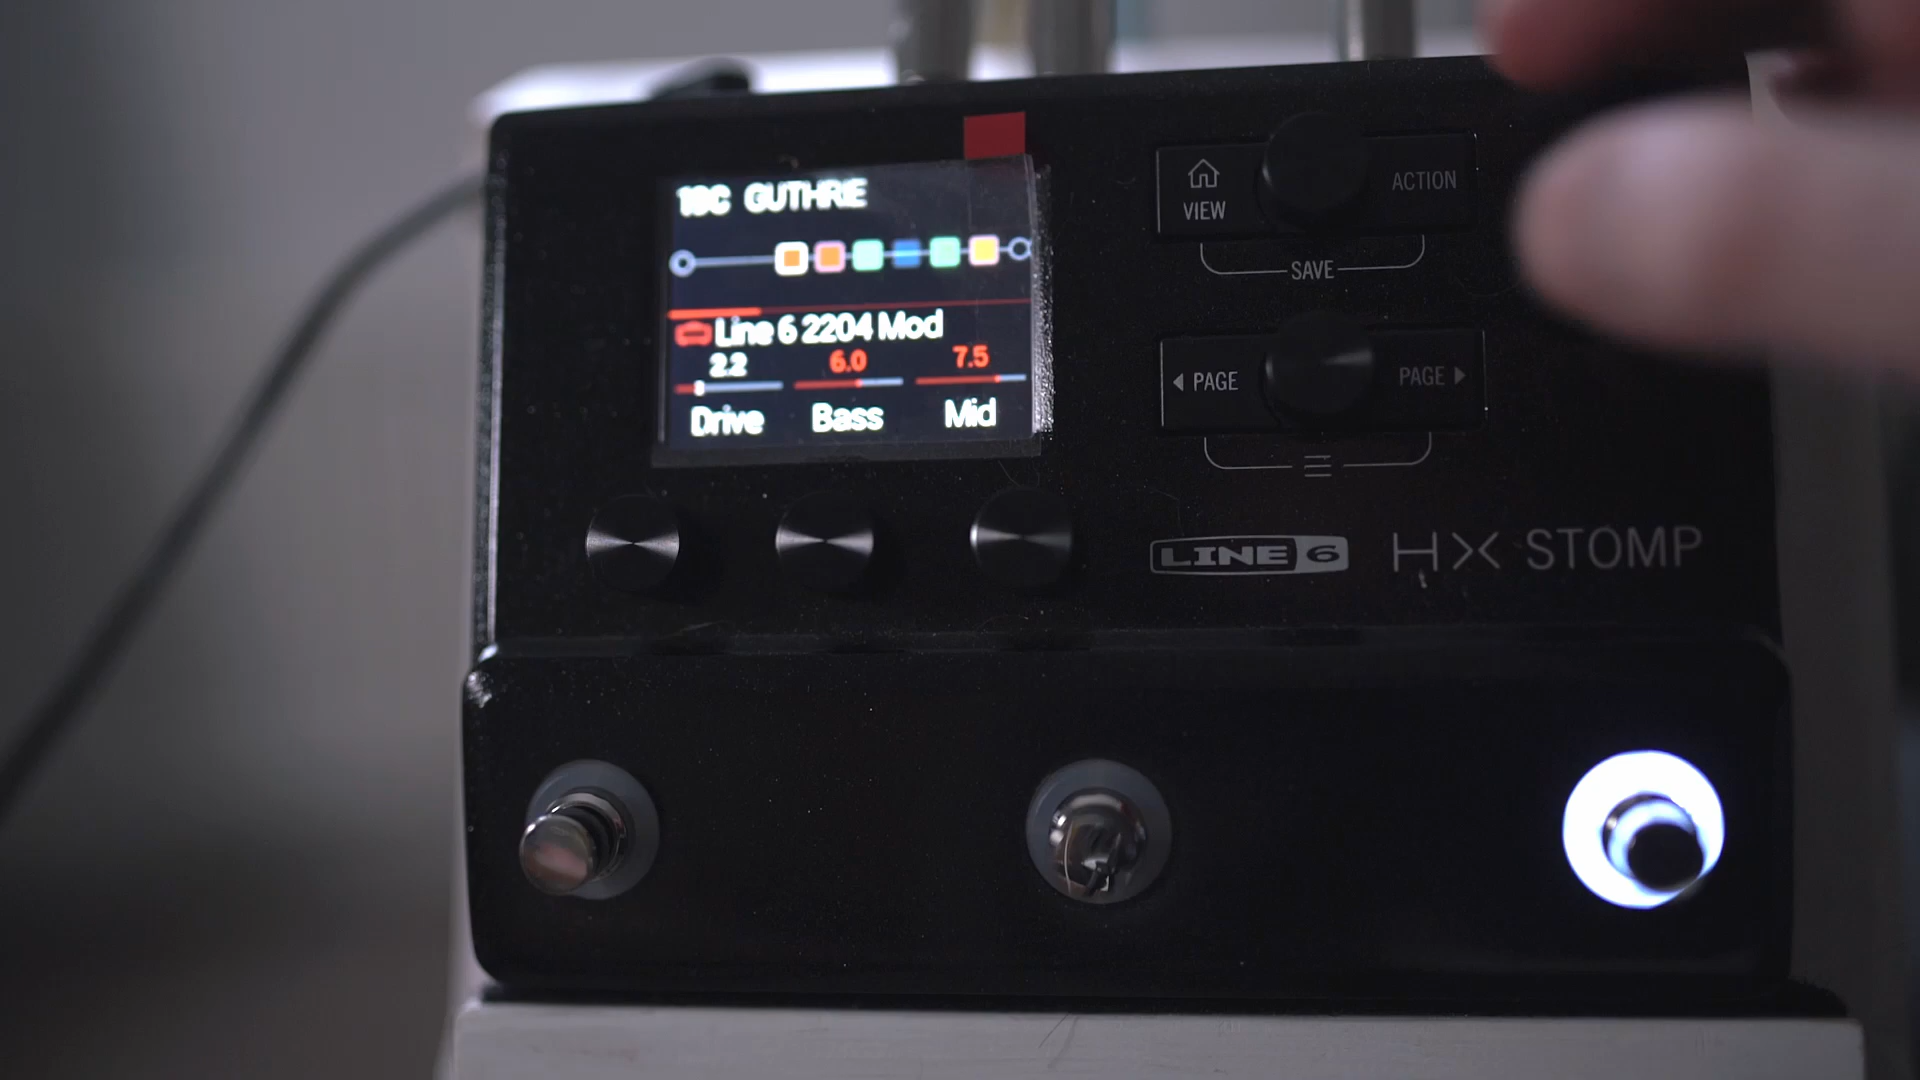 18C GUTHRIE
Line 6 2204 Mod
2.2 6.0 7.5
Drive Bass Mid
VIEW
ACTION
SAVE
PAGE
PAGE
LINE 6
HX STOMP